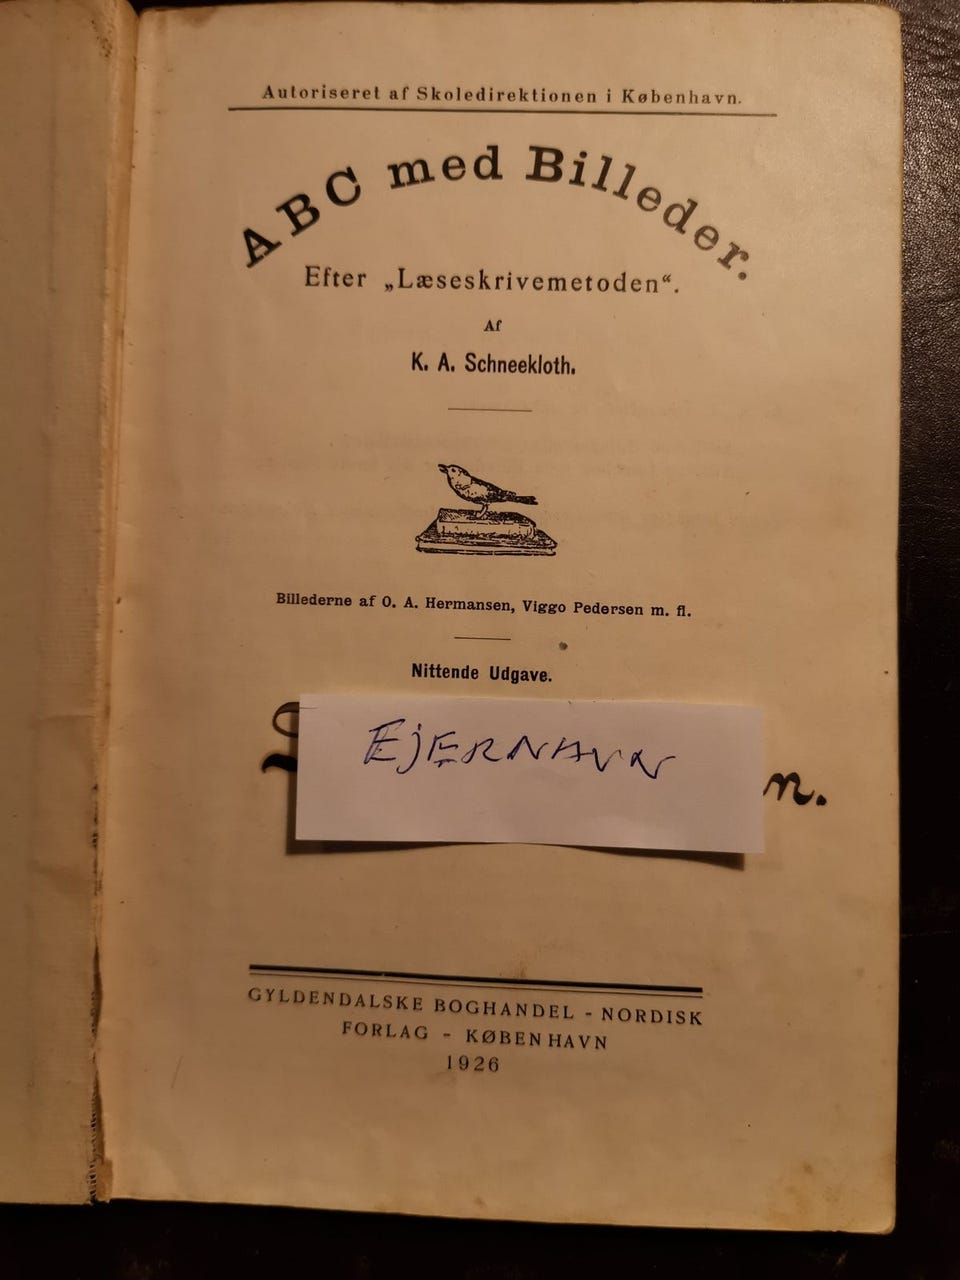 Autoriseret af Skoledirektionen i København.
ABC med Billeder.
Efter „Læseskrivemetoden“.
Af
K. A. Schneekloth.
Billederne af O. A. Hermansen, Viggo Pedersen m. fl.
Nittende Udgave.
EjERNAVN
GYLDENDALSKE BOGHANDEL - NORDISK
FORLAG - KØBENHAVN
1926